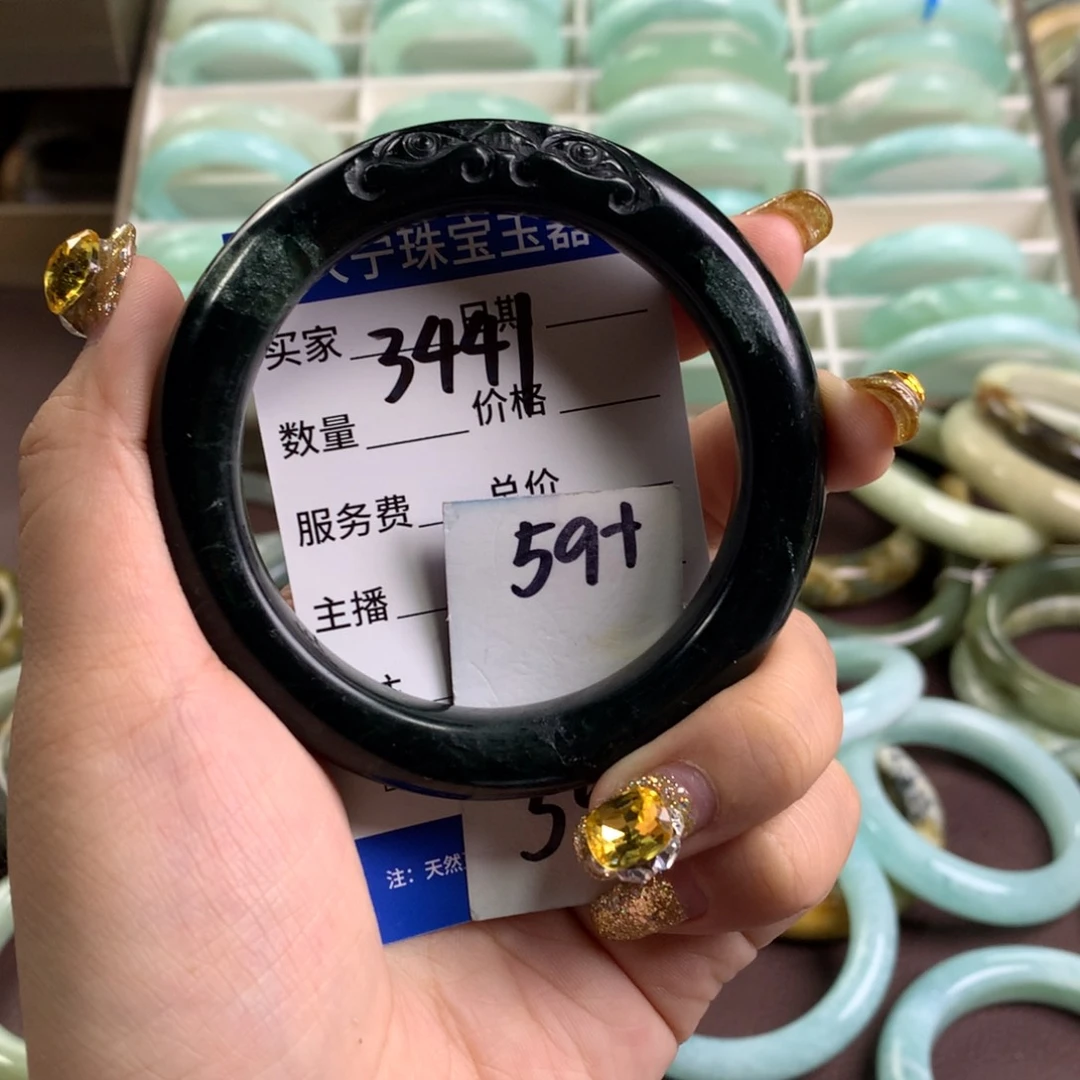 宁珠宝玉器
买家 3441 日期
数量 价格
服务费 总价
59+
主播
注：天然